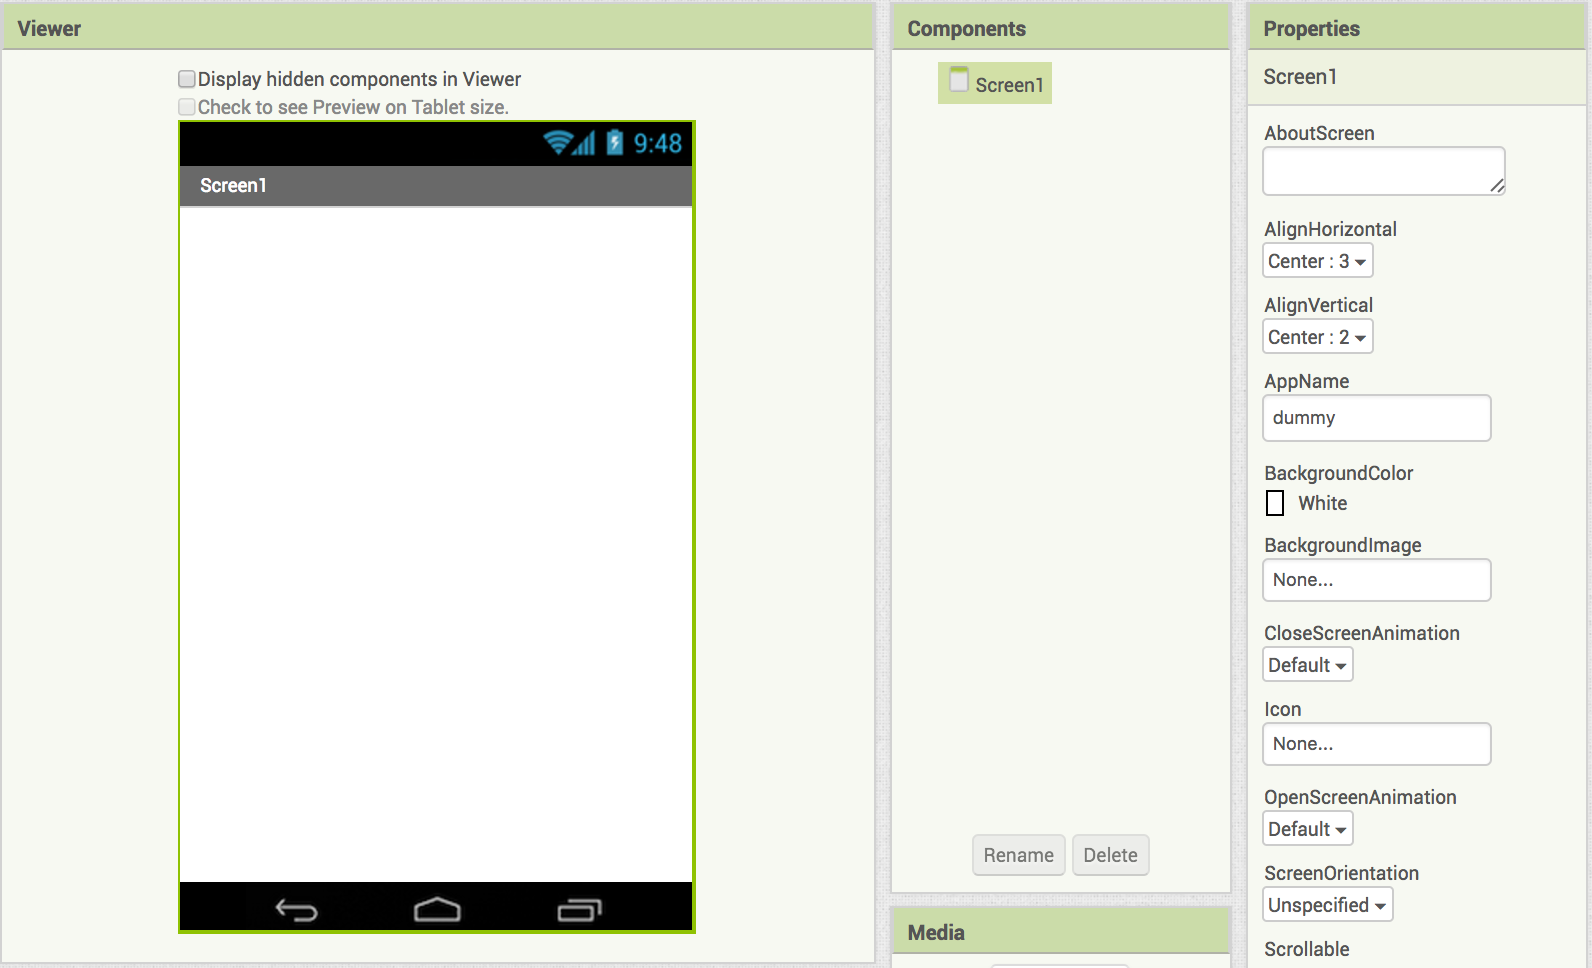 Viewer
Display hidden components in Viewer
Check to see Preview on Tablet size.
9:48
Screen1
Components
Screen1
Rename
Delete
Media
Properties
Screen1
AboutScreen
AlignHorizontal
Center : 3
AlignVertical
Center : 2
AppName
dummy
BackgroundColor
White
BackgroundImage
None...
CloseScreenAnimation
Default
Icon
None...
OpenScreenAnimation
Default
ScreenOrientation
Unspecified
Scrollable